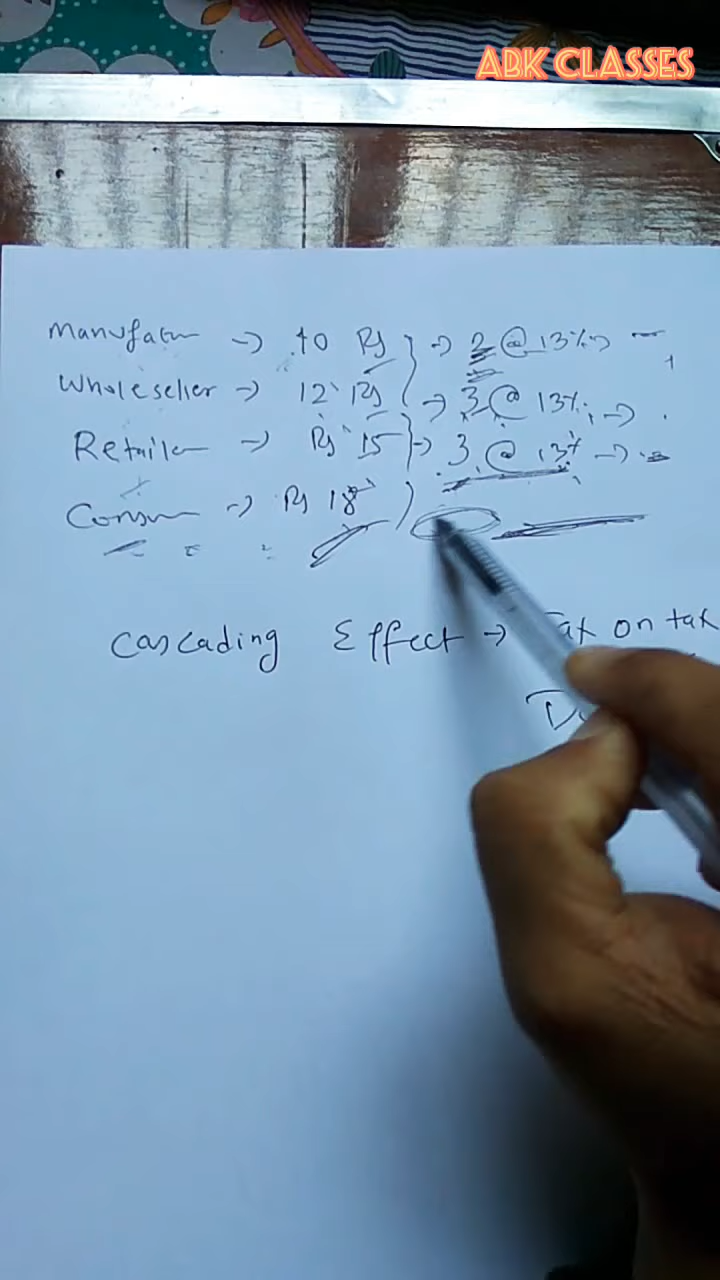 ABK CLASSES
Manufatur → 10 Rs → 2 @ 13% →
Wholeseller → 12 Rs → 3 @ 13% →
Retailer → Rs 15 → 3 @ 13% →
Consum → Rs 18
Cascading Effect → Tax on tax